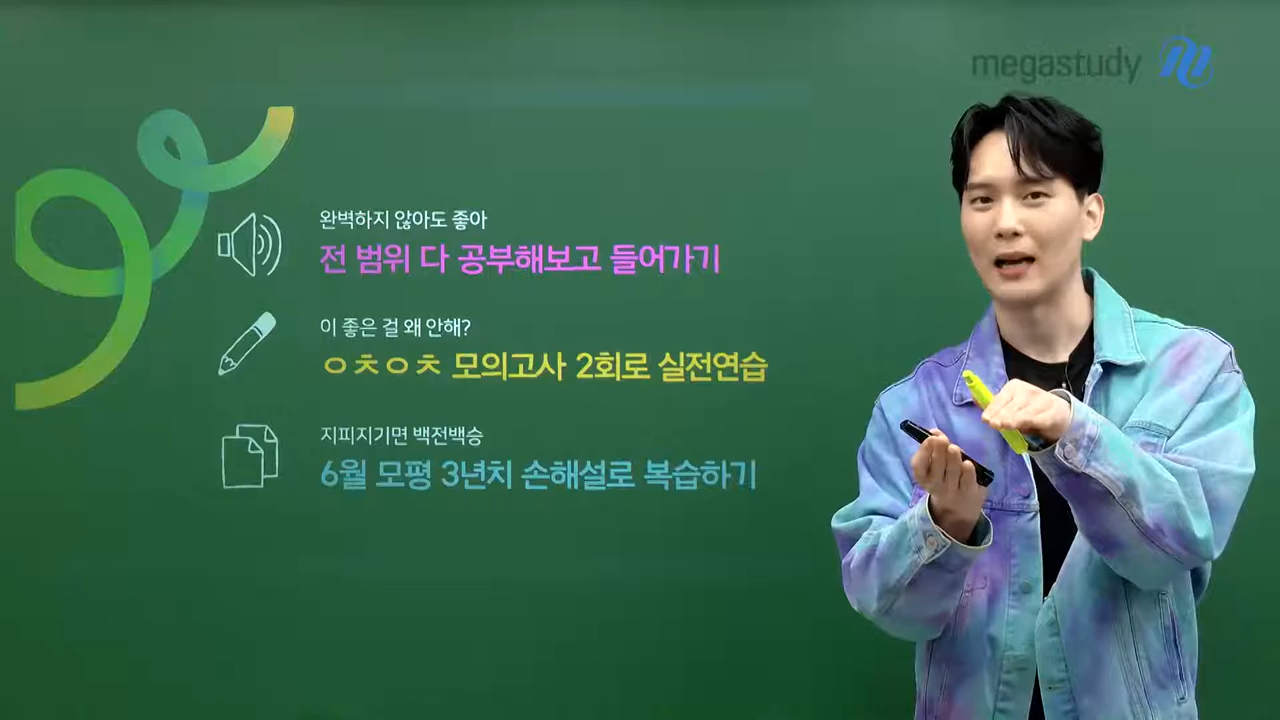 megastudy
완벽하지 않아도 좋아
전 범위 다 공부해보고 들어가기
이 좋은 걸 왜 안해?
ㅇㅊㅇㅊ 모의고사 2회로 실전연습
지피지기면 백전백승
6월 모평 3년치 손해설로 복습하기